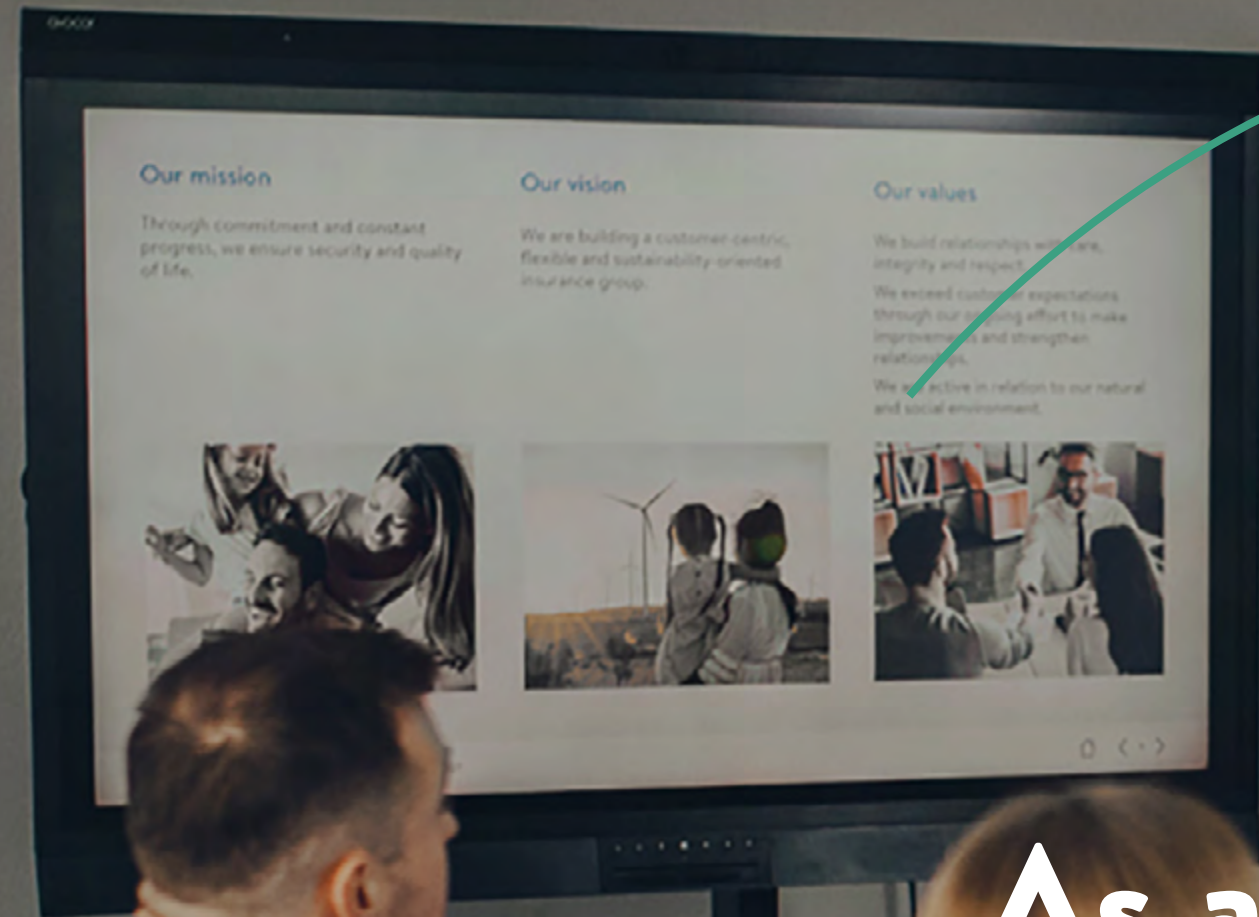 Our mission
Through commitment and constant
progress, we ensure security and quality
of life.
Our vision
We are building a customer-centric,
flexible and sustainability-oriented
insurance group.
Our values
We build relationships with care,
integrity and respect.
We exceed customer expectations
through our ongoing effort to make
improvements and strengthen
relationships.
We are active in relation to our natural
and social environment.
As a